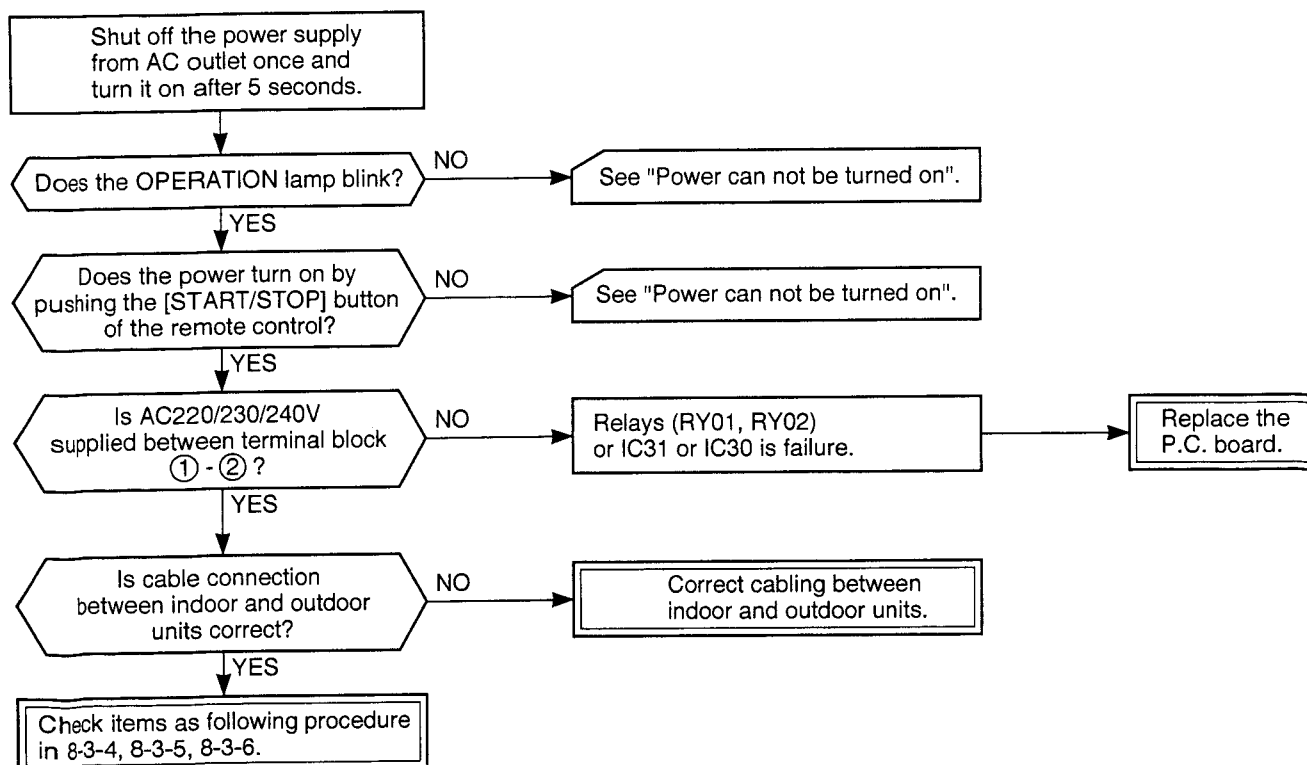 Shut off the power supply
from AC outlet once and
turn it on after 5 seconds.
Does the OPERATION lamp blink?
NO
See "Power can not be turned on".
YES
Does the power turn on by
pushing the [START/STOP] button
of the remote control?
NO
See "Power can not be turned on".
YES
Is AC220/230/240V
supplied between terminal block
① - ② ?
NO
Relays (RY01, RY02)
or IC31 or IC30 is failure.
Replace the
P.C. board.
YES
Is cable connection
between indoor and outdoor
units correct?
NO
Correct cabling between
indoor and outdoor units.
YES
Check items as following procedure
in 8-3-4, 8-3-5, 8-3-6.